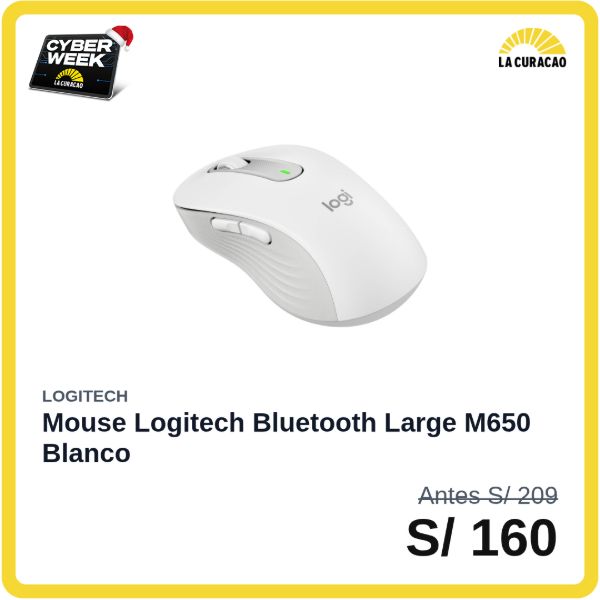 CYBER
WEEK
LA CURACAO
LA CURACAO
logi
LOGITECH
Mouse Logitech Bluetooth Large M650
Blanco
Antes S/ 209
S/ 160